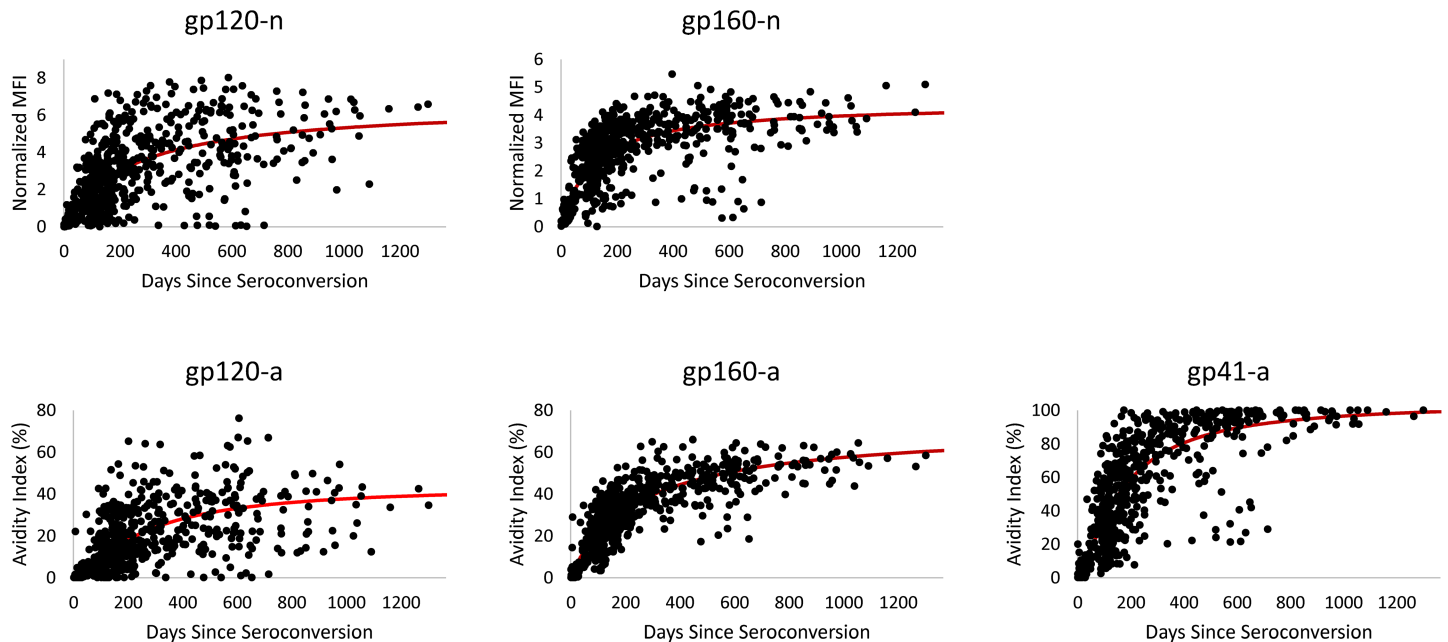 gp120-n
Normalized MFI
8
6
4
2
0
0 200 400 600 800 1000 1200
Days Since Seroconversion
gp160-n
Normalized MFI
6
5
4
3
2
1
0
0 200 400 600 800 1000 1200
Days Since Seroconversion
gp120-a
Avidity Index (%)
80
60
40
20
0
0 200 400 600 800 1000 1200
Days Since Seroconversion
gp160-a
Avidity Index (%)
80
60
40
20
0
0 200 400 600 800 1000 1200
Days Since Seroconversion
gp41-a
Avidity Index (%)
100
80
60
40
20
0
0 200 400 600 800 1000 1200
Days Since Seroconversion